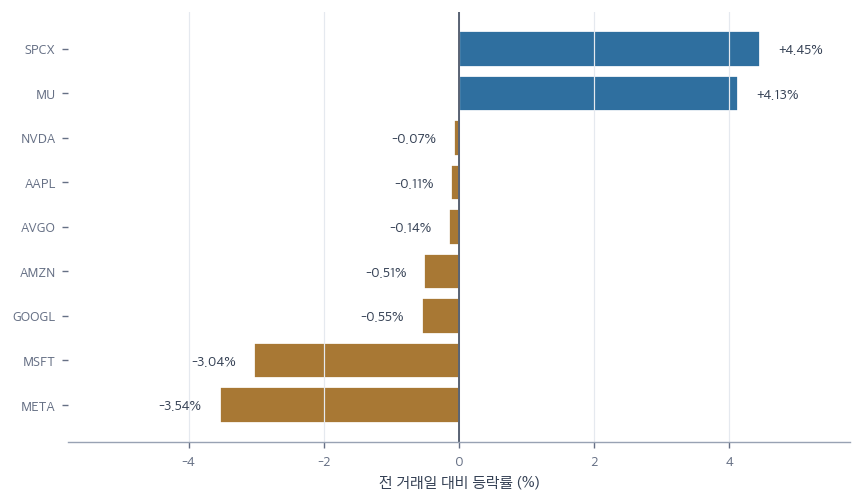 SPCX +4.45%
MU +4.13%
NVDA -0.07%
AAPL -0.11%
AVGO -0.14%
AMZN -0.51%
GOOGL -0.55%
MSFT -3.04%
META -3.54%
-4 -2 0 2 4
전 거래일 대비 등락률 (%)